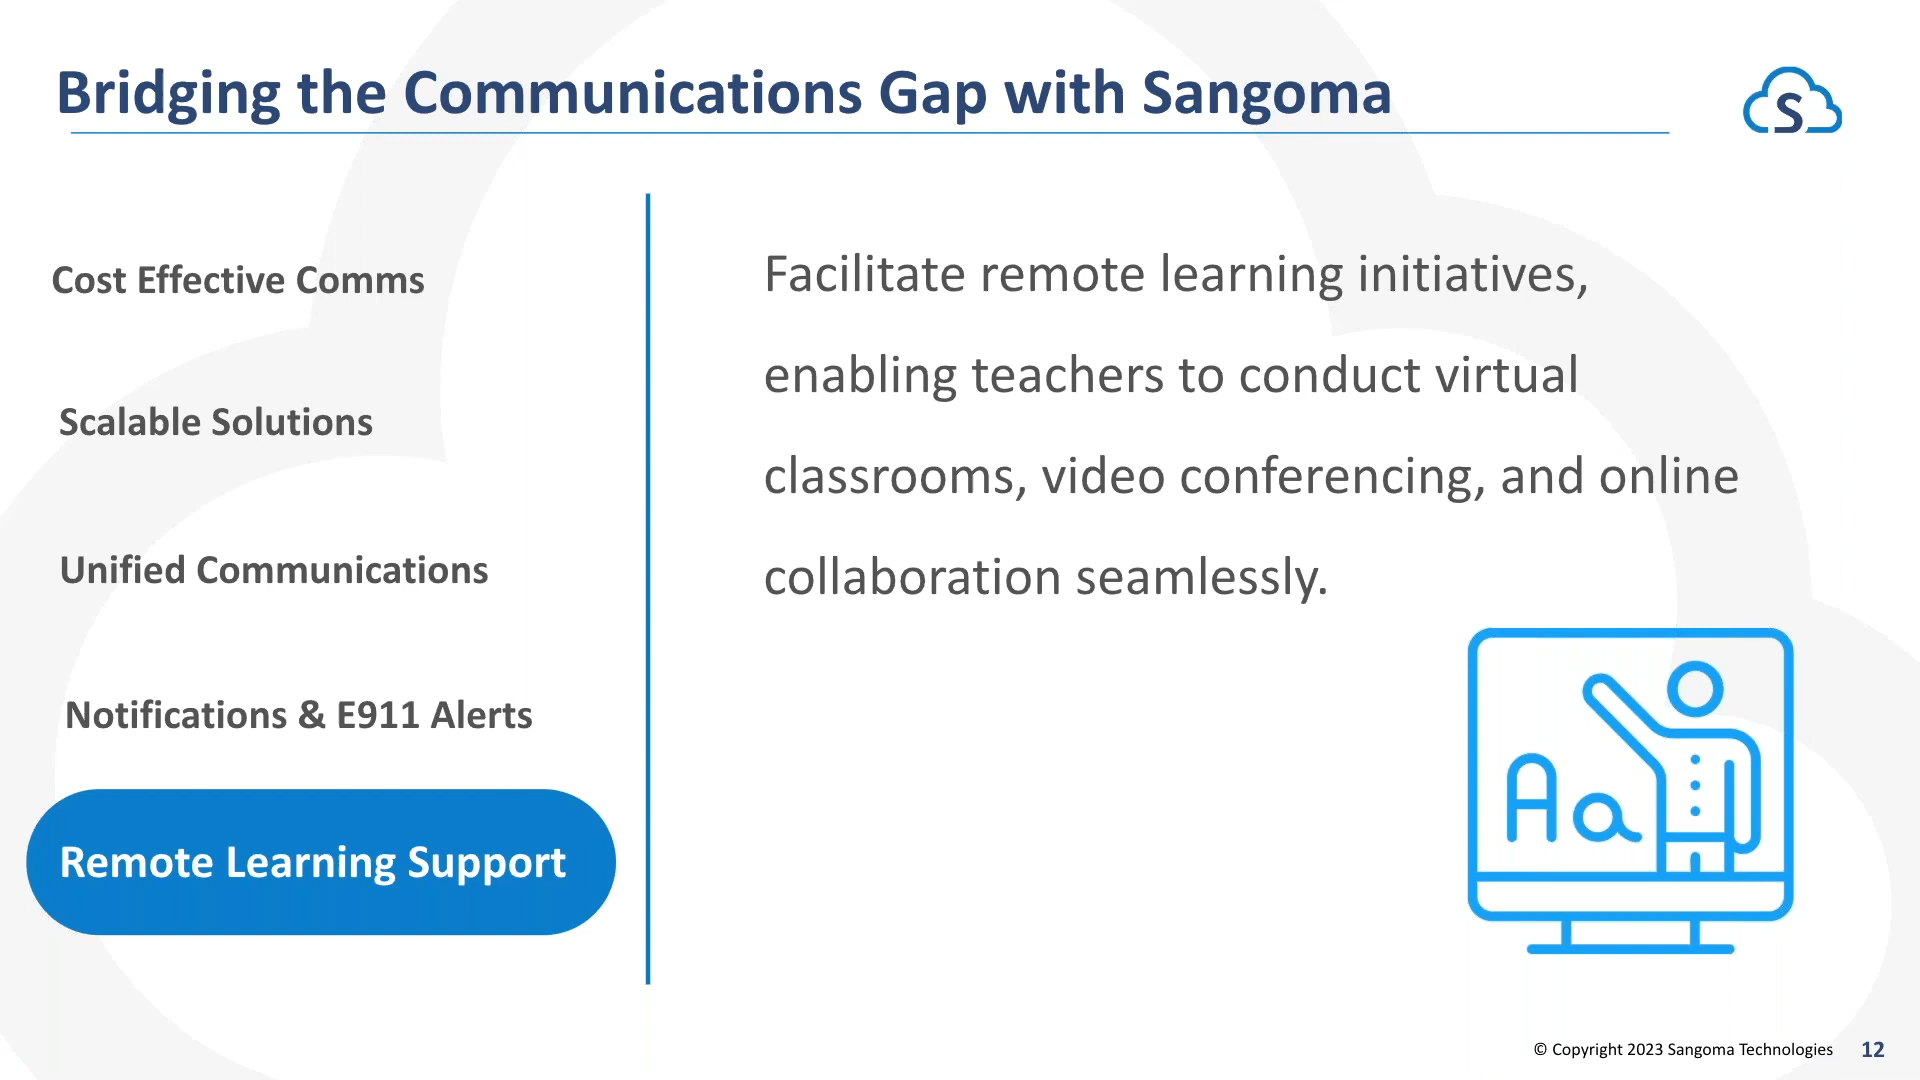 Bridging the Communications Gap with Sangoma
S
Cost Effective Comms
Scalable Solutions
Unified Communications
Notifications & E911 Alerts
Remote Learning Support
Facilitate remote learning initiatives,
enabling teachers to conduct virtual
classrooms, video conferencing, and online
collaboration seamlessly.
Aa
© Copyright 2023 Sangoma Technologies 12